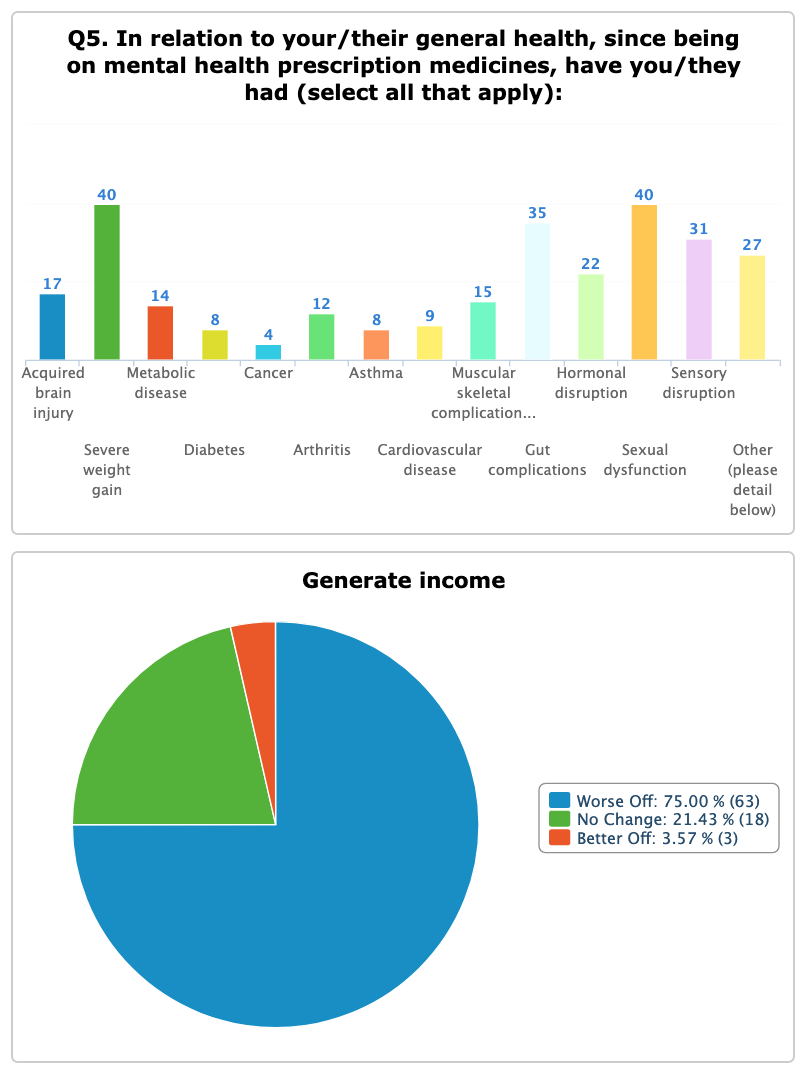 Q5. In relation to your/their general health, since being
on mental health prescription medicines, have you/they
had (select all that apply):
17
40
14
8
4
12
8
9
15
35
22
40
31
27
Acquired
brain
injury
Severe
weight
gain
Metabolic
disease
Diabetes
Cancer
Arthritis
Asthma
Cardiovascular
disease
Muscular
skeletal
complication...
Gut
complications
Hormonal
disruption
Sexual
dysfunction
Sensory
disruption
Other
(please
detail
below)
Generate income
Worse Off: 75.00 % (63)
No Change: 21.43 % (18)
Better Off: 3.57 % (3)